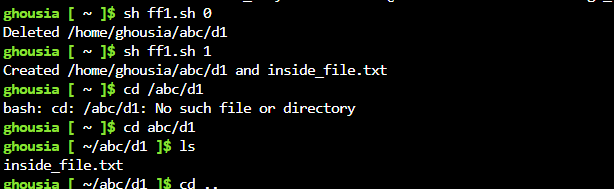 ghousia [ ~ ]$ sh ff1.sh 0
Deleted /home/ghousia/abc/d1
ghousia [ ~ ]$ sh ff1.sh 1
Created /home/ghousia/abc/d1 and inside_file.txt
ghousia [ ~ ]$ cd /abc/d1
bash: cd: /abc/d1: No such file or directory
ghousia [ ~ ]$ cd abc/d1
ghousia [ ~/abc/d1 ]$ ls
inside_file.txt
ghousia [ ~/abc/d1 ]$ cd ..